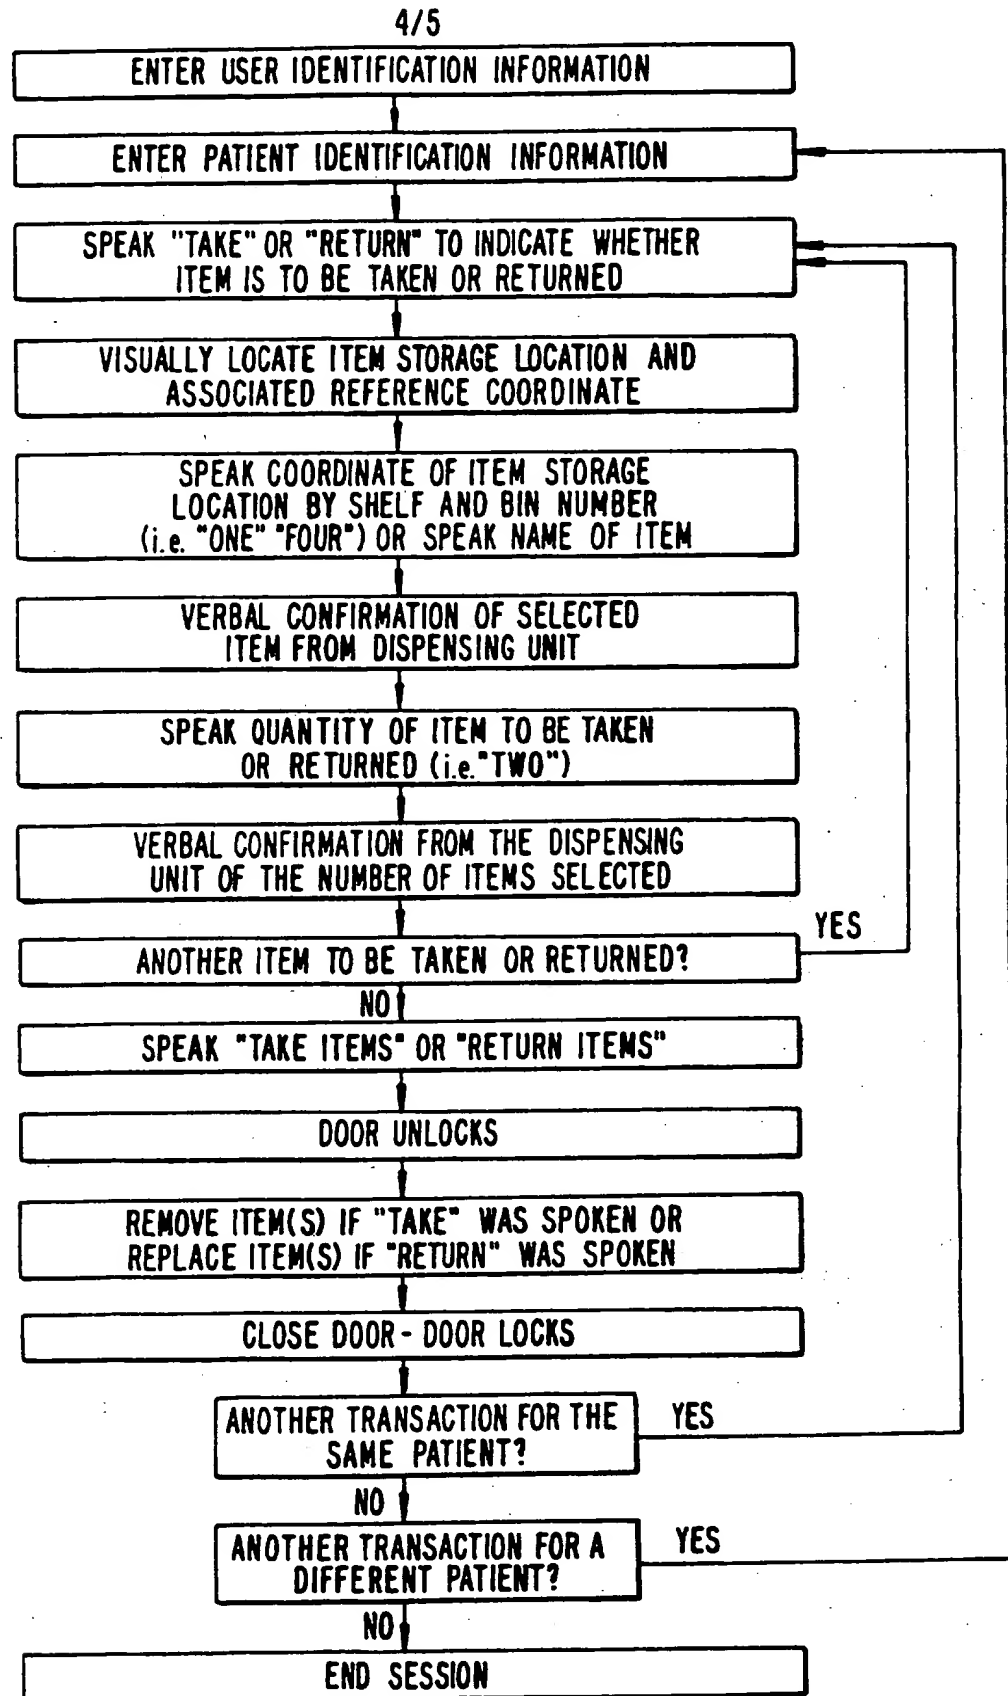 4/5
ENTER USER IDENTIFICATION INFORMATION
ENTER PATIENT IDENTIFICATION INFORMATION
SPEAK "TAKE" OR "RETURN" TO INDICATE WHETHER
ITEM IS TO BE TAKEN OR RETURNED
VISUALLY LOCATE ITEM STORAGE LOCATION AND
ASSOCIATED REFERENCE COORDINATE
SPEAK COORDINATE OF ITEM STORAGE
LOCATION BY SHELF AND BIN NUMBER
(i.e. "ONE" "FOUR") OR SPEAK NAME OF ITEM
VERBAL CONFIRMATION OF SELECTED
ITEM FROM DISPENSING UNIT
SPEAK QUANTITY OF ITEM TO BE TAKEN
OR RETURNED (i.e. "TWO")
VERBAL CONFIRMATION FROM THE DISPENSING
UNIT OF THE NUMBER OF ITEMS SELECTED
YES
ANOTHER ITEM TO BE TAKEN OR RETURNED?
NO
SPEAK "TAKE ITEMS" OR "RETURN ITEMS"
DOOR UNLOCKS
REMOVE ITEM(S) IF "TAKE" WAS SPOKEN OR
REPLACE ITEM(S) IF "RETURN" WAS SPOKEN
CLOSE DOOR - DOOR LOCKS
ANOTHER TRANSACTION FOR THE
SAME PATIENT?
YES
NO
ANOTHER TRANSACTION FOR A
DIFFERENT PATIENT?
YES
NO
END SESSION